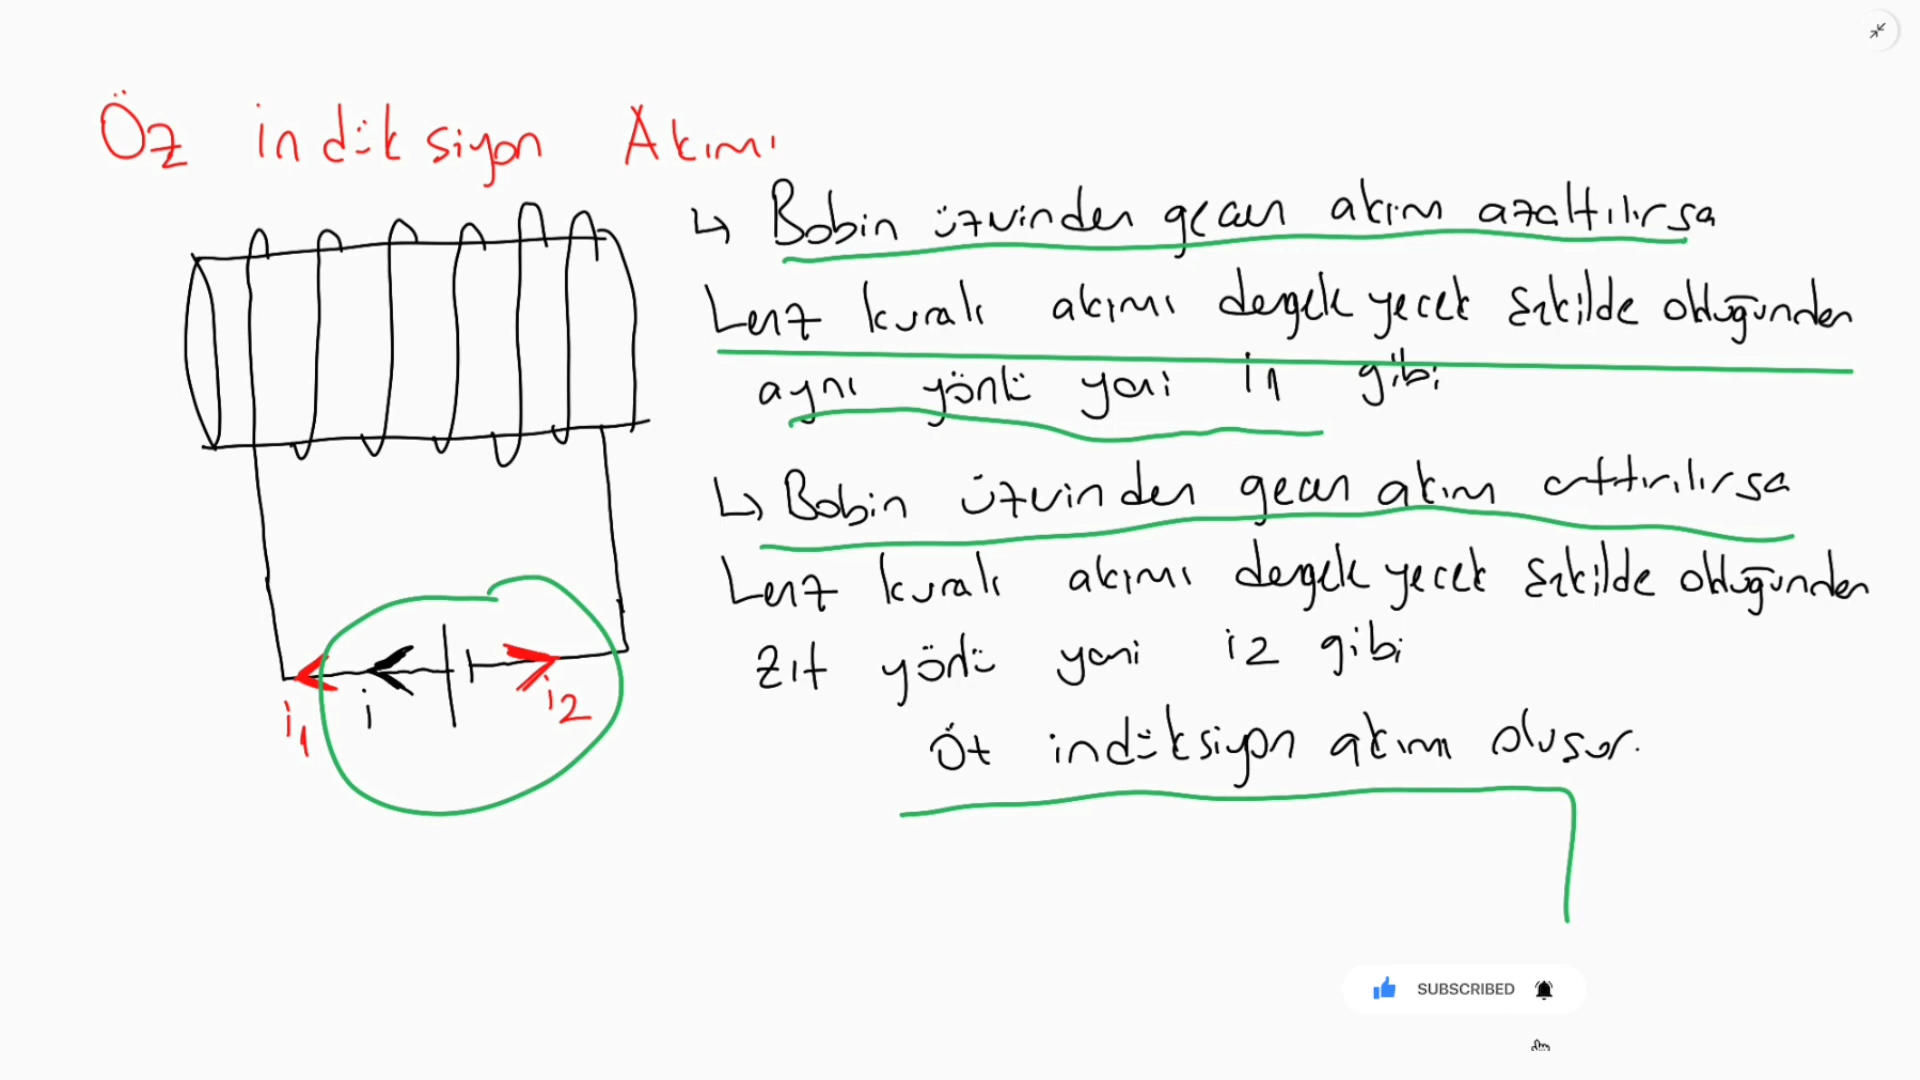 Öz indüksiyon Akımı
↳ Bobin üzerinden geçen akım azaltılırsa
Lenz kuralı akımı dengeleyecek şekilde olduğundan
aynı yönlü yani i1 gibi
↳ Bobin üzerinden geçen akım arttırılırsa
Lenz kuralı akımı dengeleyecek şekilde olduğundan
zıt yönlü yani i2 gibi
Öz indüksiyon akımı oluşur.
i1
i
i2
SUBSCRIBED